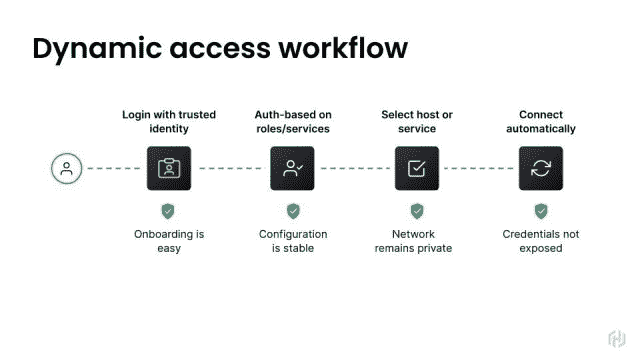 Dynamic access workflow
Login with trusted
identity
Auth-based on
roles/services
Select host or
service
Connect
automatically
Onboarding is
easy
Configuration
is stable
Network
remains private
Credentials not
exposed